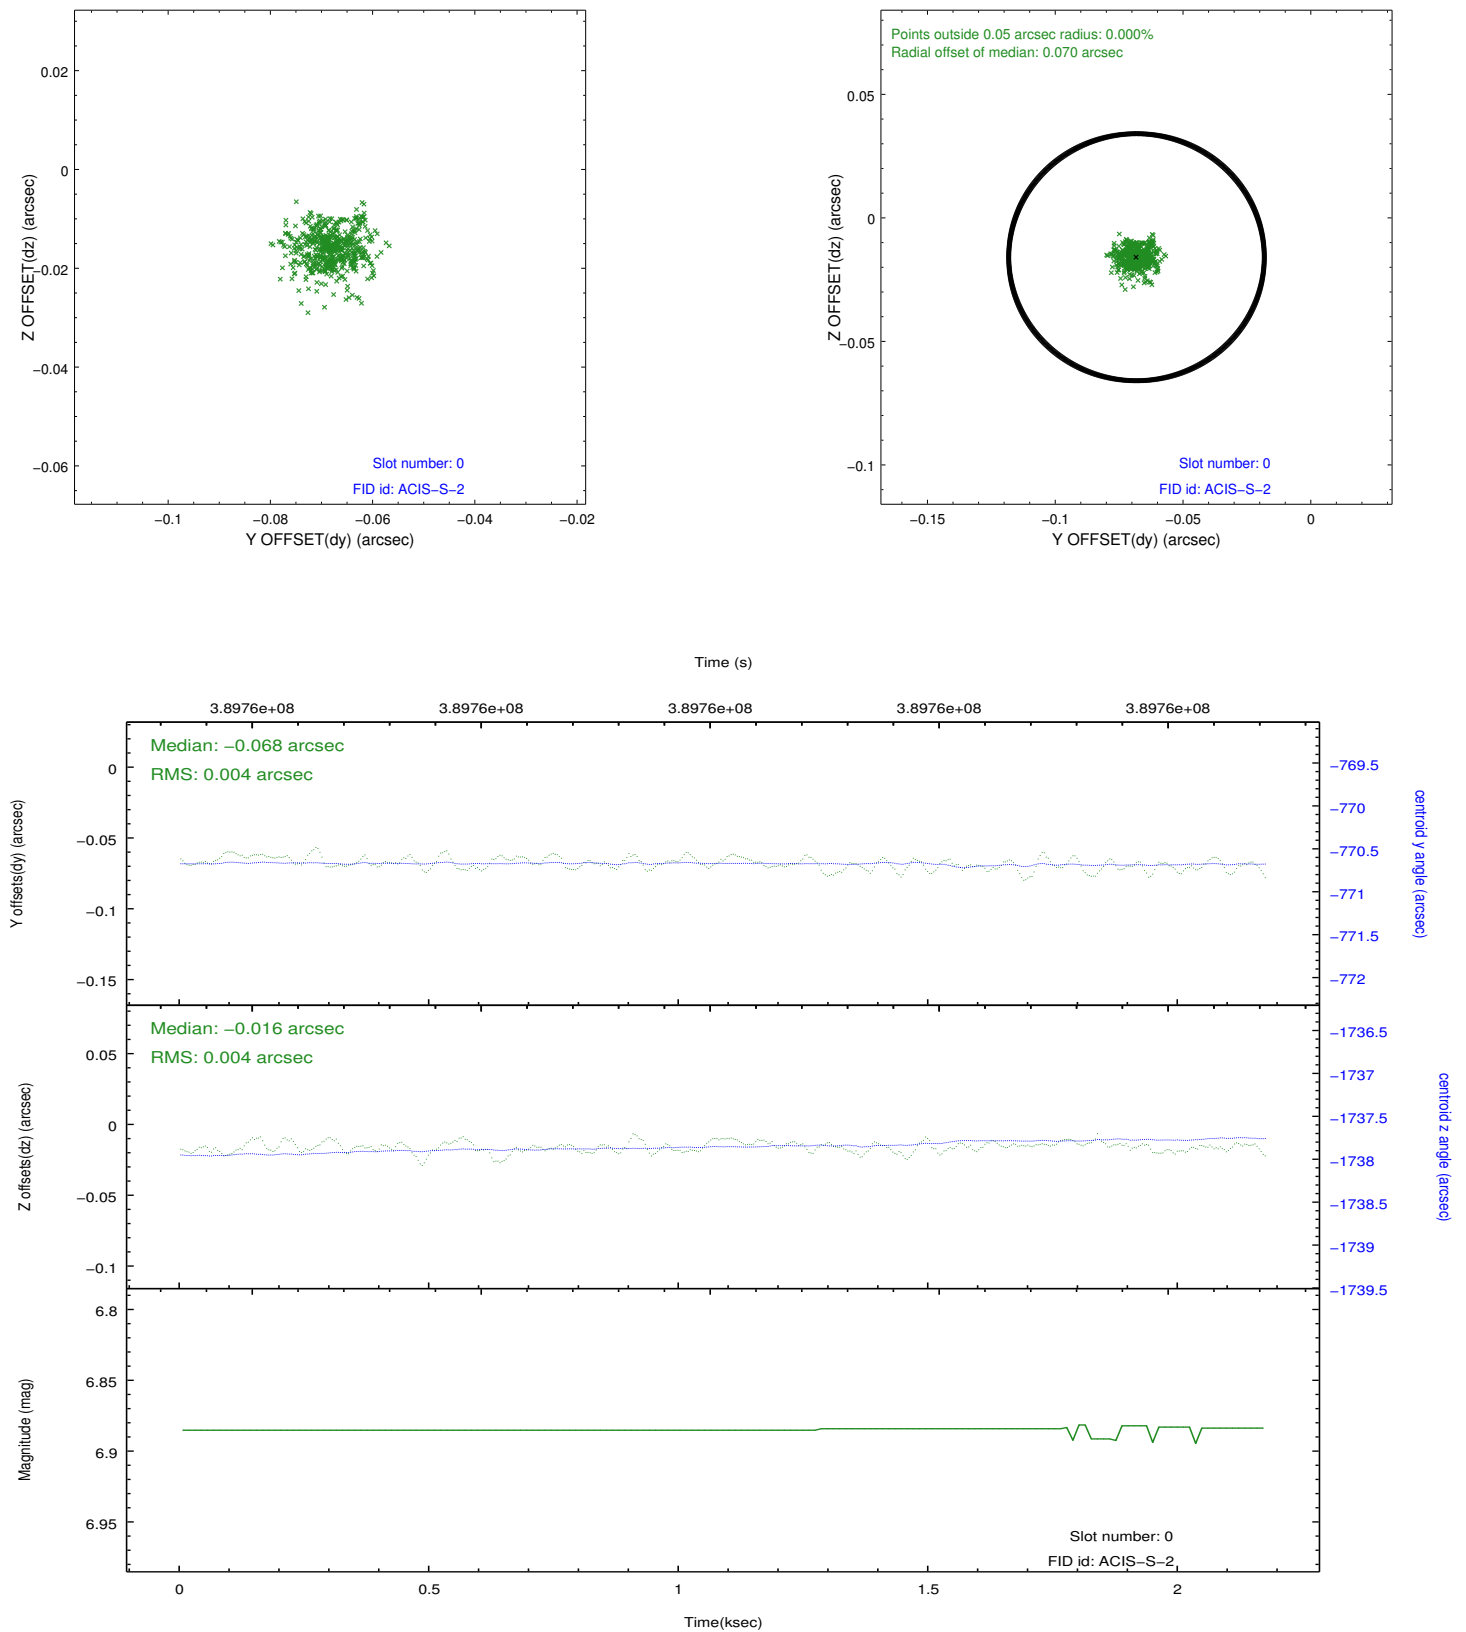 0.02
0
−0.02
−0.04
−0.06
Z OFFSET(dz) (arcsec)
Slot number: 0
FID id: ACIS−S−2
−0.1
−0.08
−0.06
−0.04
−0.02
Y OFFSET(dy) (arcsec)
Points outside 0.05 arcsec radius: 0.000%
Radial offset of median: 0.070 arcsec
0.05
0
−0.05
−0.1
Z OFFSET(dz) (arcsec)
Slot number: 0
FID id: ACIS−S−2
−0.15
−0.1
−0.05
0
Y OFFSET(dy) (arcsec)
Time (s)
3.8976e+08
3.8976e+08
3.8976e+08
3.8976e+08
3.8976e+08
Median: −0.068 arcsec
RMS: 0.004 arcsec
0
−0.05
−0.1
−0.15
Y offsets(dy) (arcsec)
−769.5
−770
−770.5
−771
−771.5
−772
centroid y angle (arcsec)
Median: −0.016 arcsec
RMS: 0.004 arcsec
0.05
0
−0.05
−0.1
Z offsets(dz) (arcsec)
−1736.5
−1737
−1737.5
−1738
−1738.5
−1739
−1739.5
centroid z angle (arcsec)
6.8
6.85
6.9
6.95
Magnitude (mag)
Slot number: 0
FID id: ACIS−S−2
0
0.5
1
1.5
2
Time(ksec)